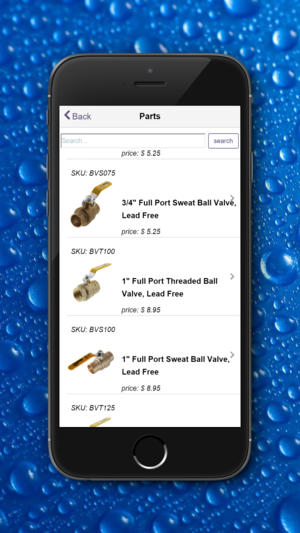 Back
Parts
Search...
search
price: $ 5.25
SKU: BVS075
3/4" Full Port Sweat Ball Valve,
Lead Free
price: $ 5.25
SKU: BVT100
1" Full Port Threaded Ball
Valve, Lead Free
price: $ 8.95
SKU: BVS100
1" Full Port Sweat Ball Valve,
Lead Free
price: $ 8.95
SKU: BVT125